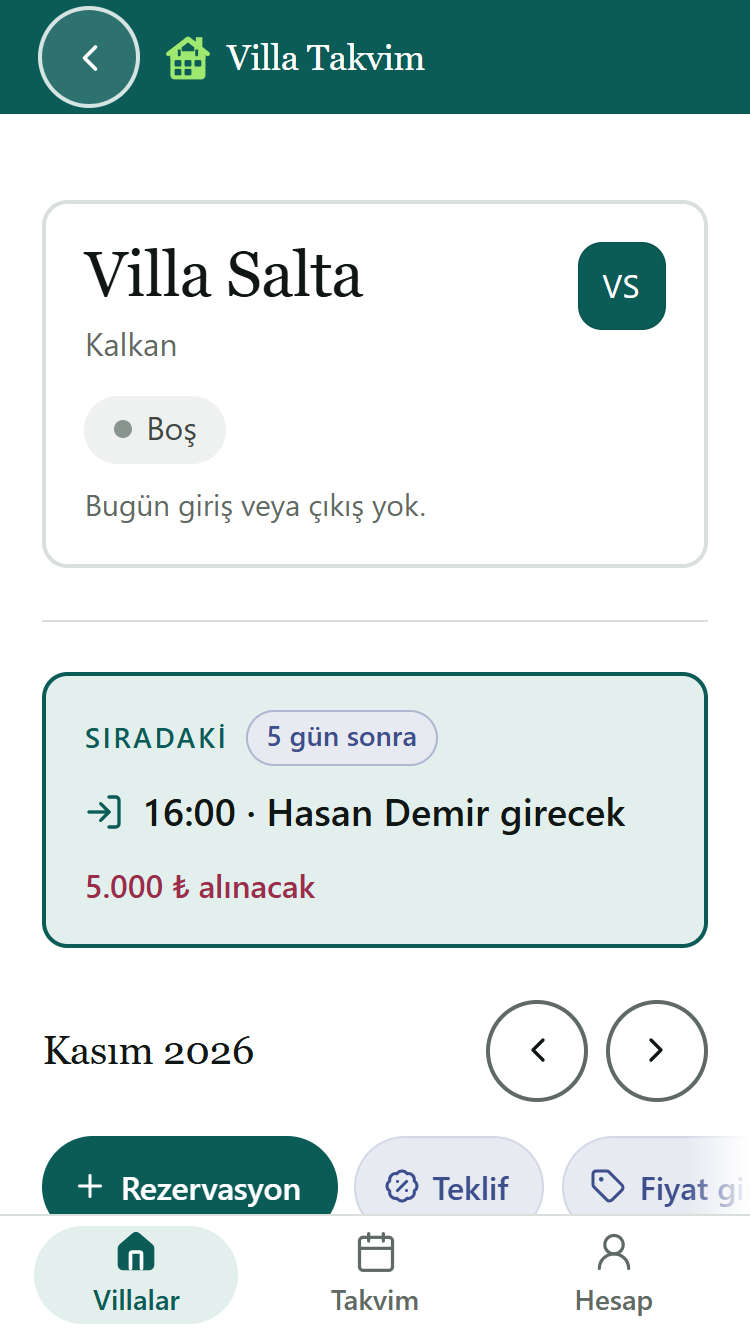 Villa Takvim
Villa Salta
VS
Kalkan
Boş
Bugün giriş veya çıkış yok.
SIRADAKİ
5 gün sonra
16:00 · Hasan Demir girecek
5.000 ₺ alınacak
Kasım 2026
Rezervasyon
Teklif
Fiyat
Villalar
Takvim
Hesap